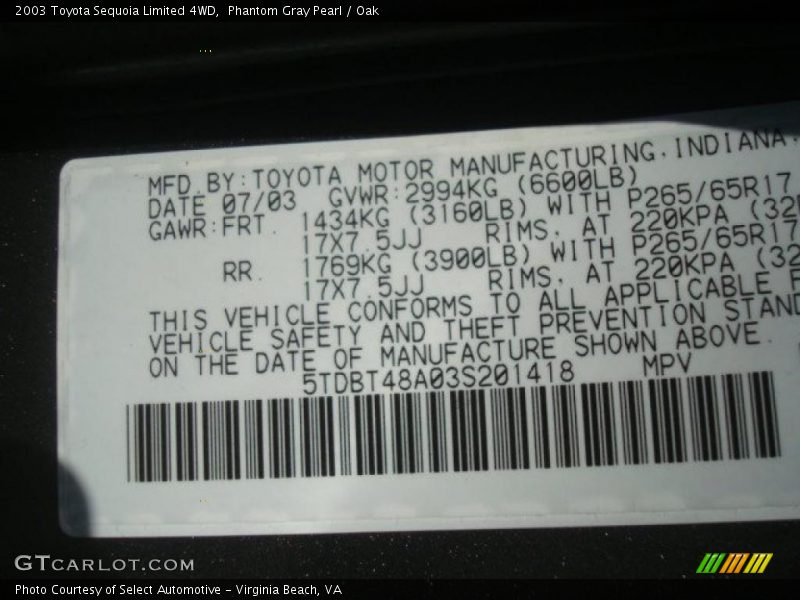 2003 Toyota Sequoia Limited 4WD, Phantom Gray Pearl / Oak
MFD.BY:TOYOTA MOTOR MANUFACTURING.INDIANA.
DATE 07/03 GVWR:2994KG (6600LB)
GAWR:FRT. 1434KG (3160LB) WITH P265/65R17
17X7.5JJ RIMS, AT 220KPA (32
RR. 1769KG (3900LB) WITH P265/65R17
17X7.5JJ RIMS, AT 220KPA (32
THIS VEHICLE CONFORMS TO ALL APPLICABLE F
VEHICLE SAFETY AND THEFT PREVENTION STAND
ON THE DATE OF MANUFACTURE SHOWN ABOVE.
5TDBT48A03S201418 MPV
GTCARLOT.COM
Photo Courtesy of Select Automotive - Virginia Beach, VA